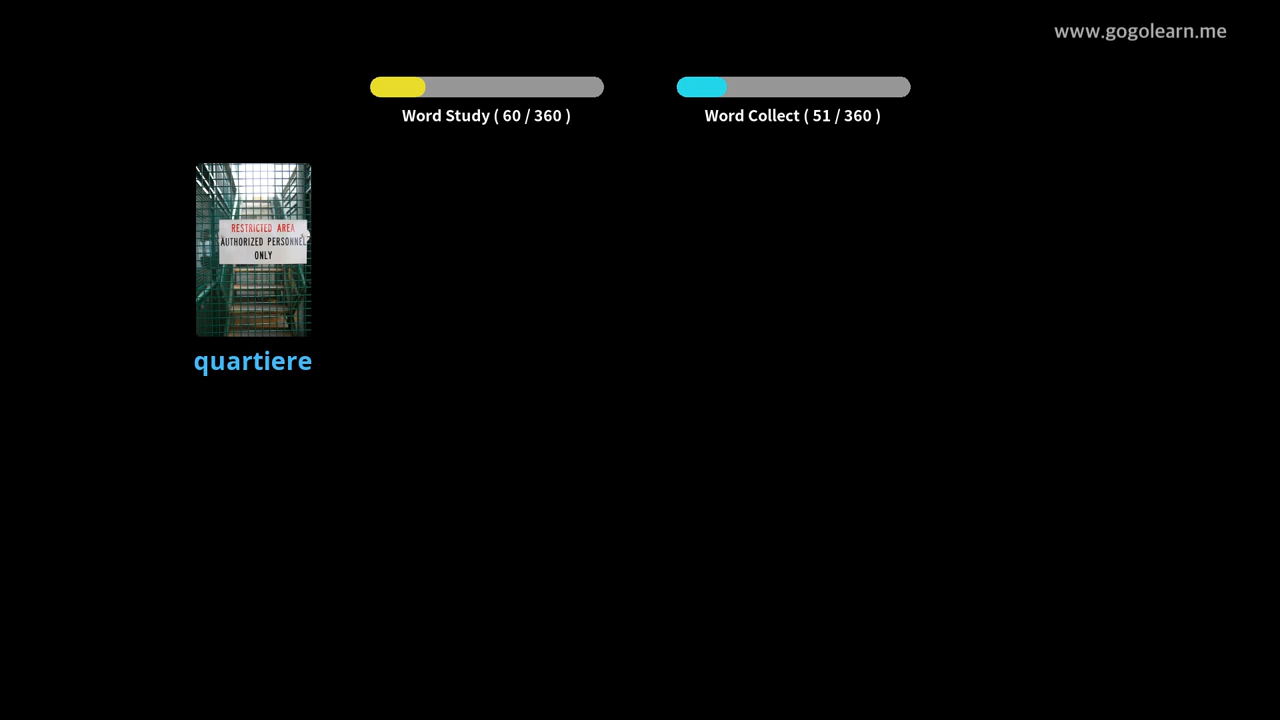 www.gogolearn.me
Word Study ( 60 / 360 )
Word Collect ( 51 / 360 )
RESTRICTED AREA
AUTHORIZED PERSONNEL
ONLY
quartiere